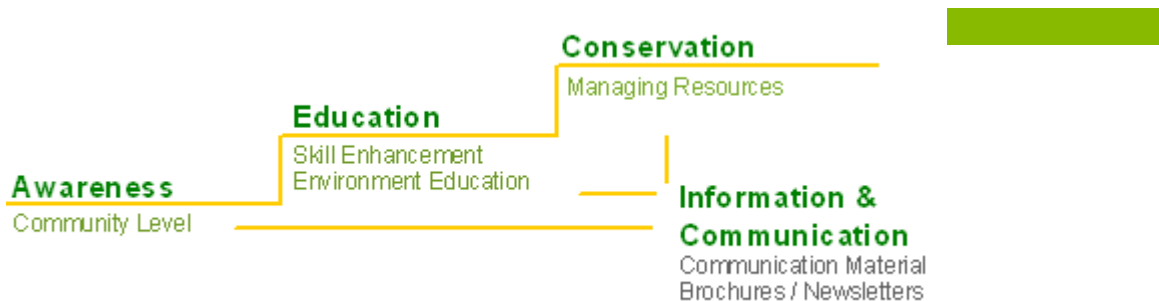 Conservation
Managing Resources
Education
Skill Enhancement
Environment Education
Awareness
Community Level
Information &
Communication
Communication Material
Brochures / Newsletters